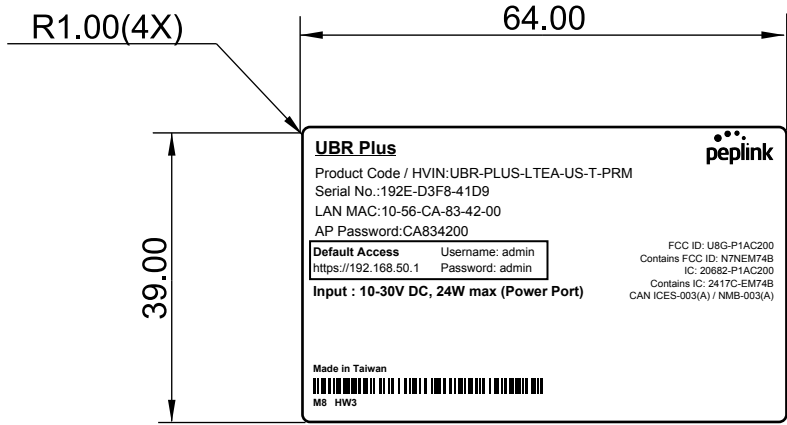 R1.00(4X)
64.00
39.00
UBR Plus
peplink
Product Code / HVIN:UBR-PLUS-LTEA-US-T-PRM
Serial No.:192E-D3F8-41D9
LAN MAC:10-56-CA-83-42-00
AP Password:CA834200
Default Access Username: admin
https://192.168.50.1 Password: admin
Input : 10-30V DC, 24W max (Power Port)
FCC ID: U8G-P1AC200
Contains FCC ID: N7NEM74B
IC: 20682-P1AC200
Contains IC: 2417C-EM74B
CAN ICES-003(A) / NMB-003(A)
Made in Taiwan
M8 HW3